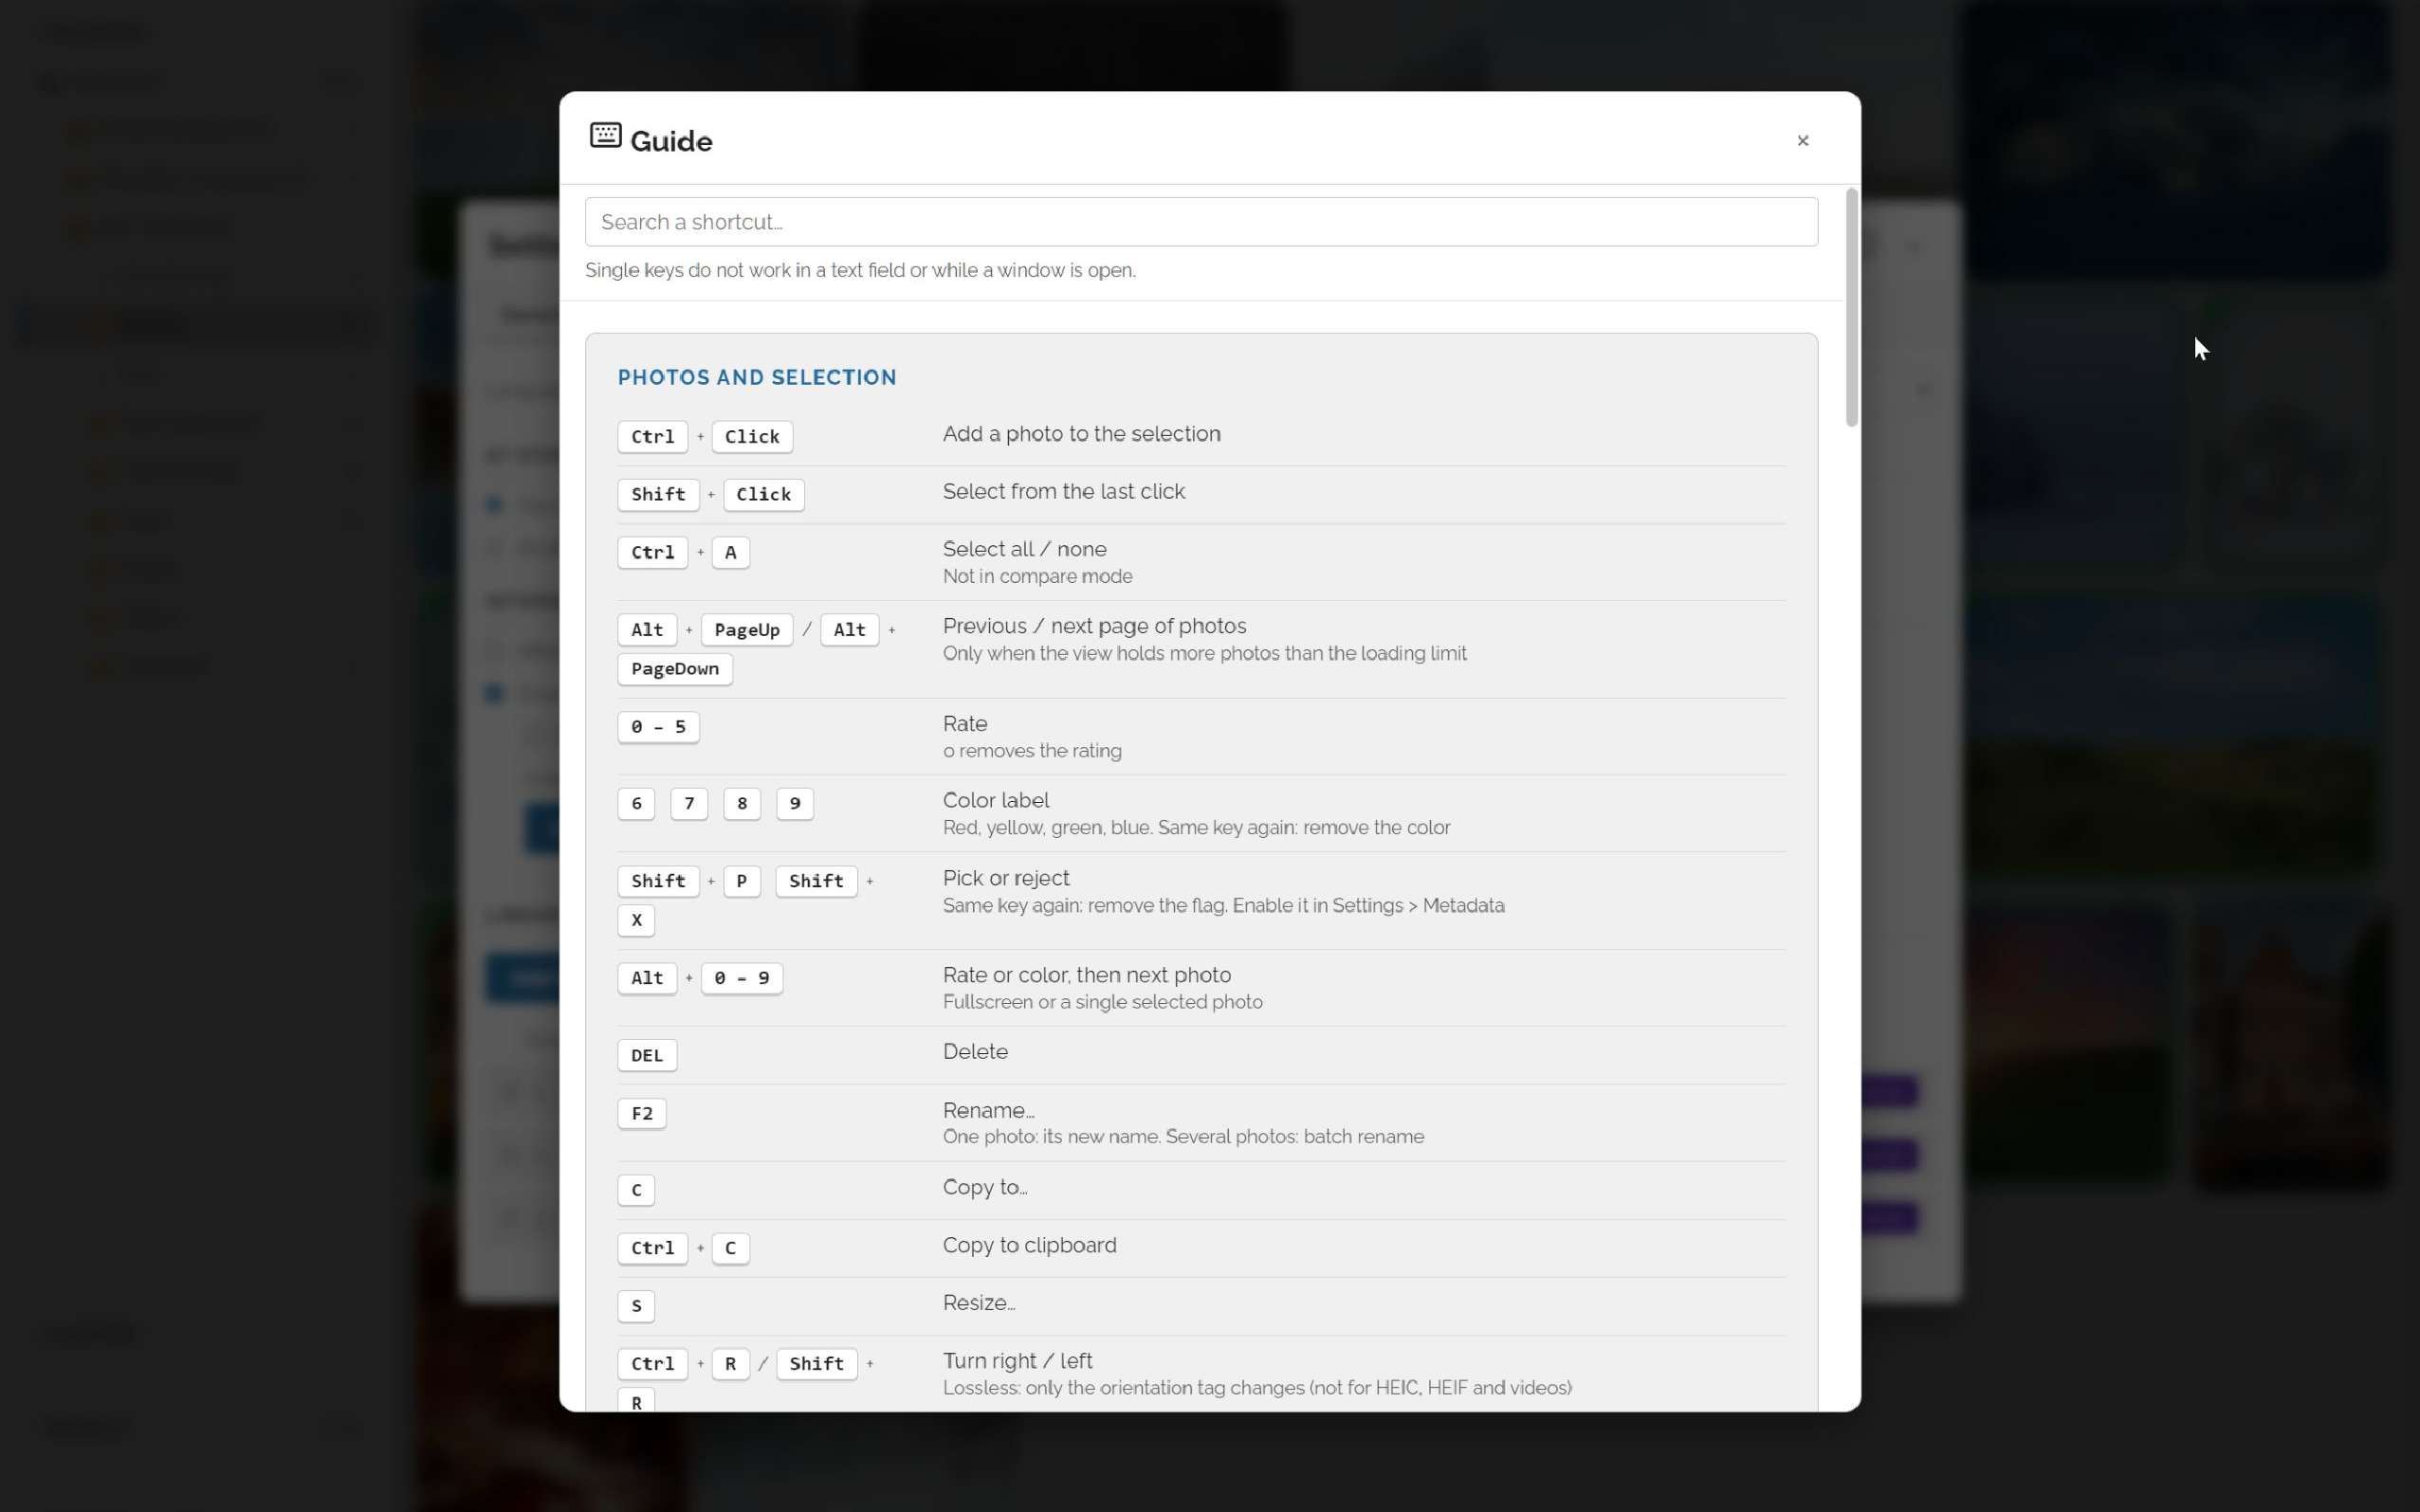 Guide
×
Search a shortcut…
Single keys do not work in a text field or while a window is open.
PHOTOS AND SELECTION
Ctrl + Click Add a photo to the selection
Shift + Click Select from the last click
Ctrl + A Select all / none
Not in compare mode
Alt + PageUp / Alt + Previous / next page of photos
PageDown Only when the view holds more photos than the loading limit
0 – 5 Rate
0 removes the rating
6 7 8 9 Color label
Red, yellow, green, blue. Same key again: remove the color
Shift + P Shift + Pick or reject
X Same key again: remove the flag. Enable it in Settings > Metadata
Alt + 0 – 9 Rate or color, then next photo
Fullscreen or a single selected photo
DEL Delete
F2 Rename…
One photo: its new name. Several photos: batch rename
C Copy to…
Ctrl + C Copy to clipboard
S Resize…
Ctrl + R / Shift + Turn right / left
R Lossless: only the orientation tag changes (not for HEIC, HEIF and videos)